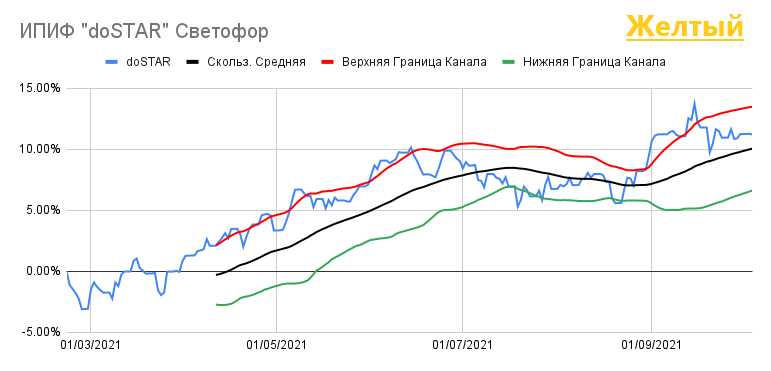 ИПИФ "doSTAR" Светофор
Желтый
doSTAR Скольз. Средняя Верхняя Граница Канала Нижняя Граница Канала
15.00%
10.00%
5.00%
0.00%
-5.00%
01/03/2021 01/05/2021 01/07/2021 01/09/2021